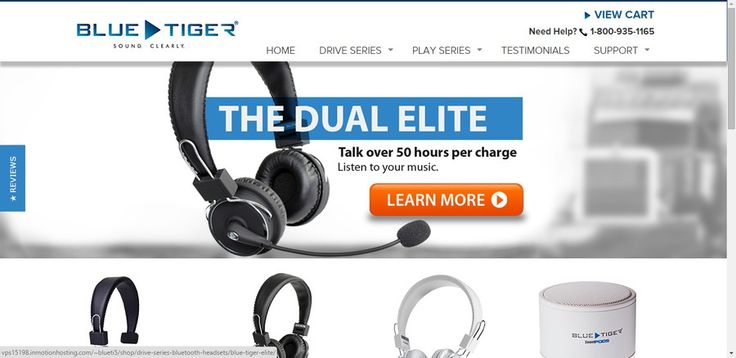 VIEW CART
BLUE TIGER®
SOUND CLEARLY.
Need Help? 1-800-935-1165
HOME DRIVE SERIES PLAY SERIES TESTIMONIALS SUPPORT
THE DUAL ELITE
Talk over 50 hours per charge
Listen to your music.
LEARN MORE
★ REVIEWS
BLUE TIGER
vps15198.inmotionhosting.com/~blueti5/shop/drive-series-bluetooth-headsets/blue-tiger-elite/